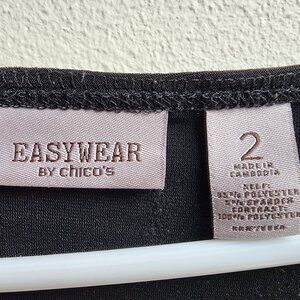 EASYWEAR
BY chico's
2
MADE IN
CAMBODIA
SELF:
95% POLYESTER
5% SPANDEX
CONTRAST:
100% POLYESTER